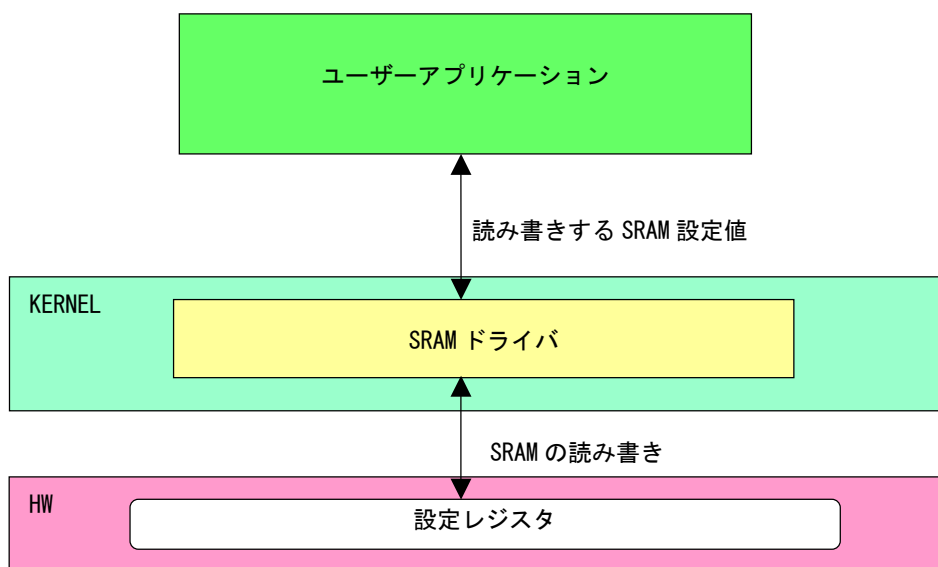 ユーザーアプリケーション
読み書きする SRAM 設定値
KERNEL
SRAM ドライバ
SRAM の読み書き
HW
設定レジスタ